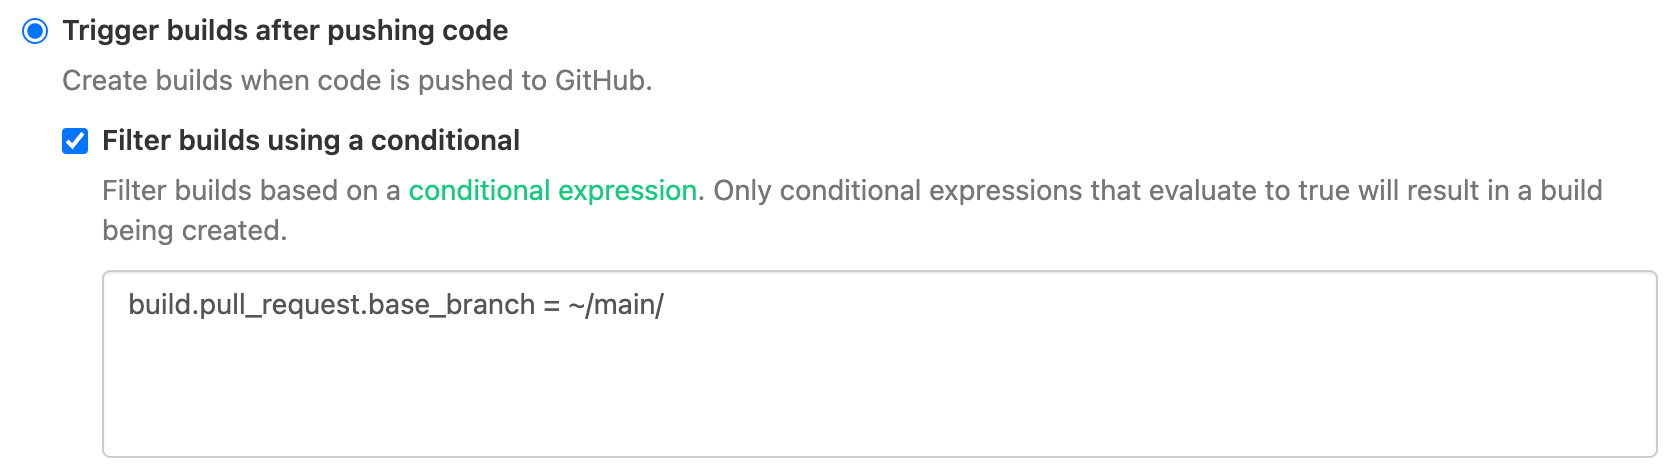 Trigger builds after pushing code
Create builds when code is pushed to GitHub.
Filter builds using a conditional
Filter builds based on a conditional expression. Only conditional expressions that evaluate to true will result in a build
being created.
build.pull_request.base_branch = ~/main/